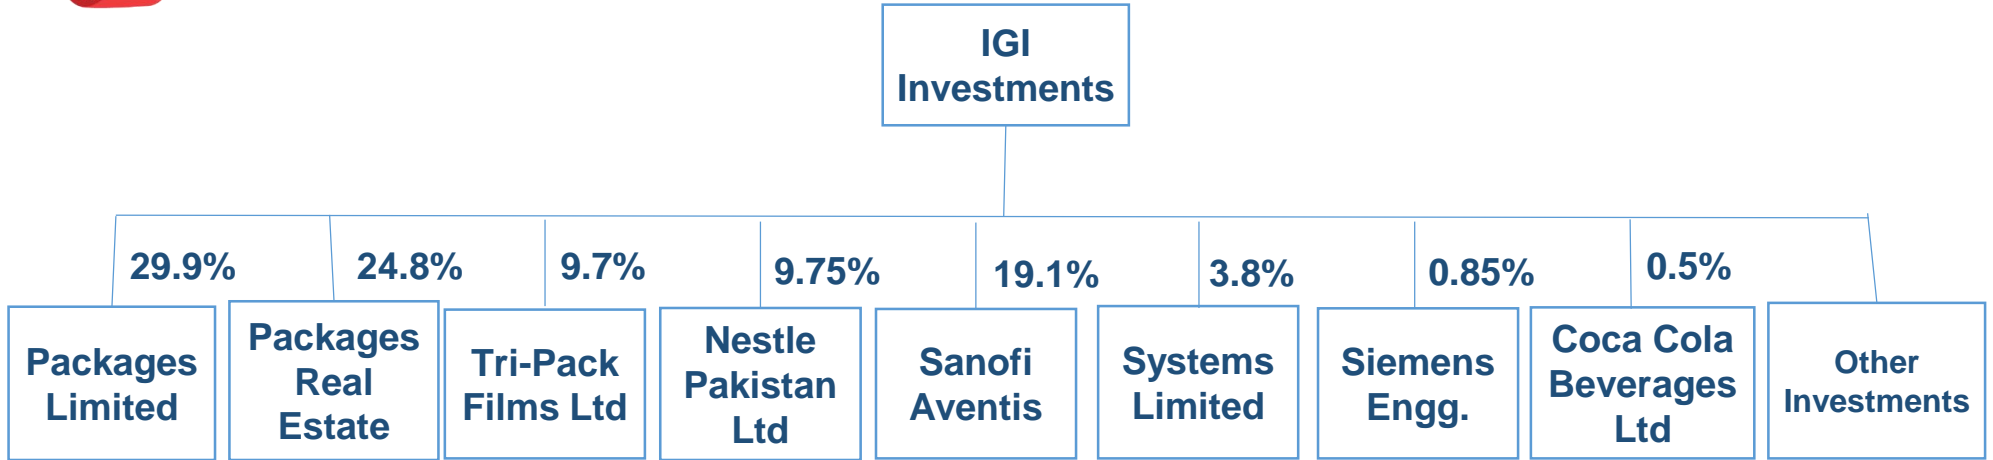 IGI
Investments
29.9%
24.8%
9.7%
9.75%
19.1%
3.8%
0.85%
0.5%
Packages
Limited
Packages
Real
Estate
Tri-Pack
Films Ltd
Nestle
Pakistan
Ltd
Sanofi
Aventis
Systems
Limited
Siemens
Engg.
Coca Cola
Beverages
Ltd
Other
Investments